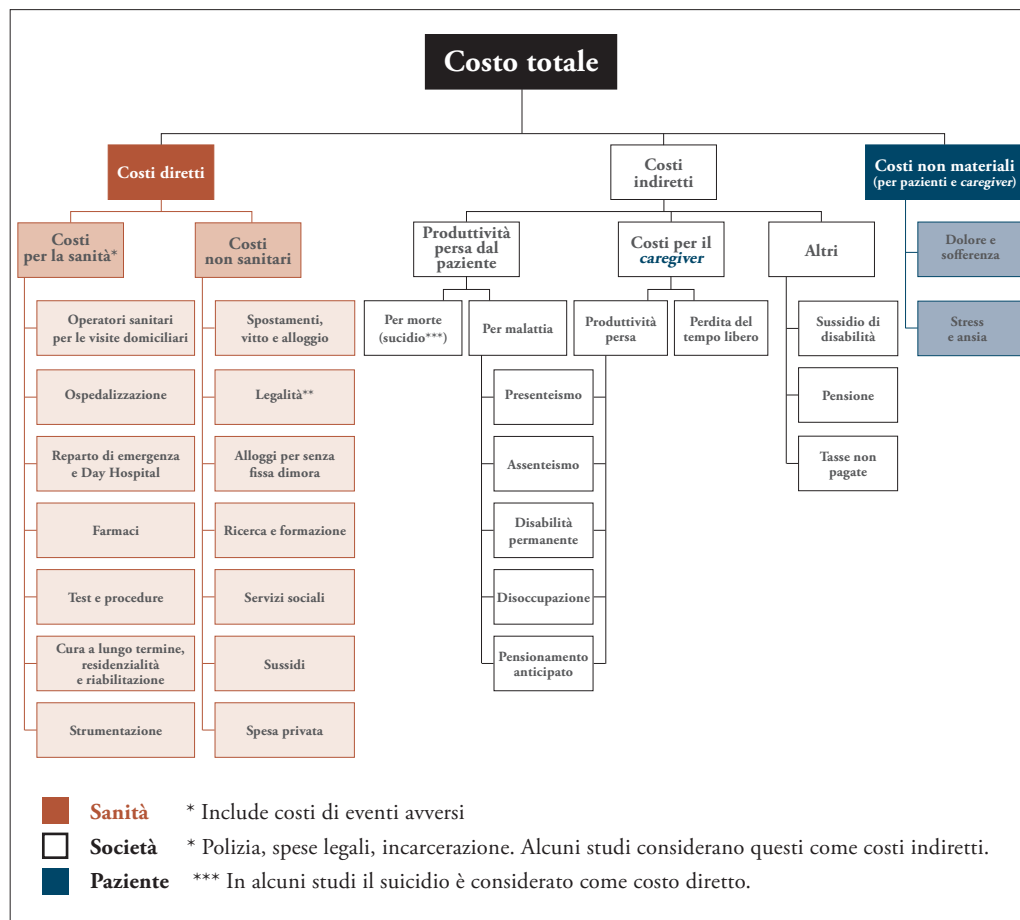 Costo totale
Costi diretti
Costi
indiretti
Costi non materiali
(per pazienti e caregiver)
Costi
per la sanità*
Costi
non sanitari
Produttività
persa dal
paziente
Costi per il
caregiver
Altri
Dolore e
sofferenza
Operatori sanitari
per le visite domiciliari
Spostamenti,
vitto e alloggio
Per morte
(sucidio***)
Per malattia
Produttività
persa
Perdita del
tempo libero
Sussidio di
disabilità
Stress
e ansia
Ospedalizzazione
Legalità**
Presenteismo
Pensione
Reparto di emergenza
e Day Hospital
Alloggi per senza
fissa dimora
Assenteismo
Tasse non
pagate
Farmaci
Ricerca e formazione
Disabilità
permanente
Test e procedure
Servizi sociali
Disoccupazione
Cura a lungo termine,
residenzialità
e riabilitazione
Sussidi
Pensionamento
anticipato
Strumentazione
Spesa privata
Sanità * Include costi di eventi avversi
Società * Polizia, spese legali, incarcerazione. Alcuni studi considerano questi come costi indiretti.
Paziente *** In alcuni studi il suicidio è considerato come costo diretto.